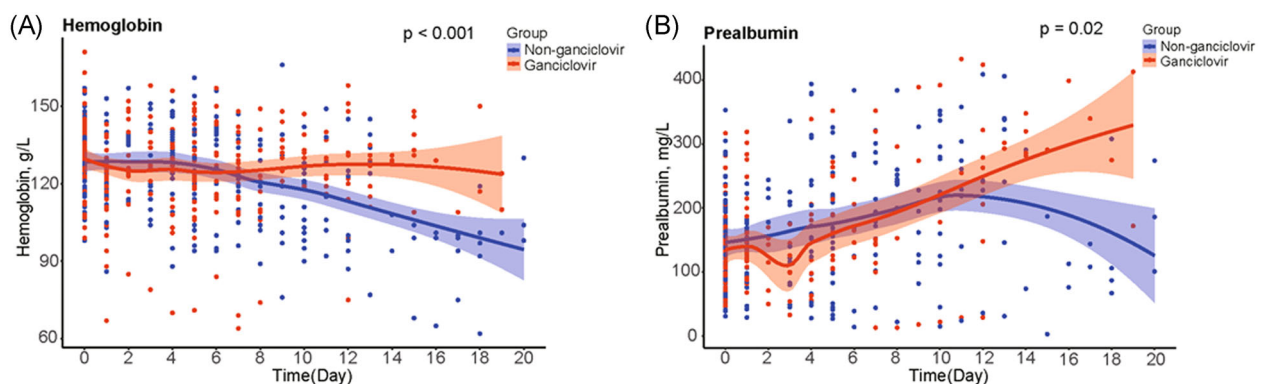 (A)
Hemoglobin
p < 0.001
Group
Non-ganciclovir
Ganciclovir
Hemoglobin, g/L
150
120
90
60
0 2 4 6 8 10 12 14 16 18 20
Time(Day)
(B)
Prealbumin
p = 0.02
Group
Non-ganciclovir
Ganciclovir
Prealbumin, mg/L
400
300
200
100
0
0 2 4 6 8 10 12 14 16 18 20
Time(Day)